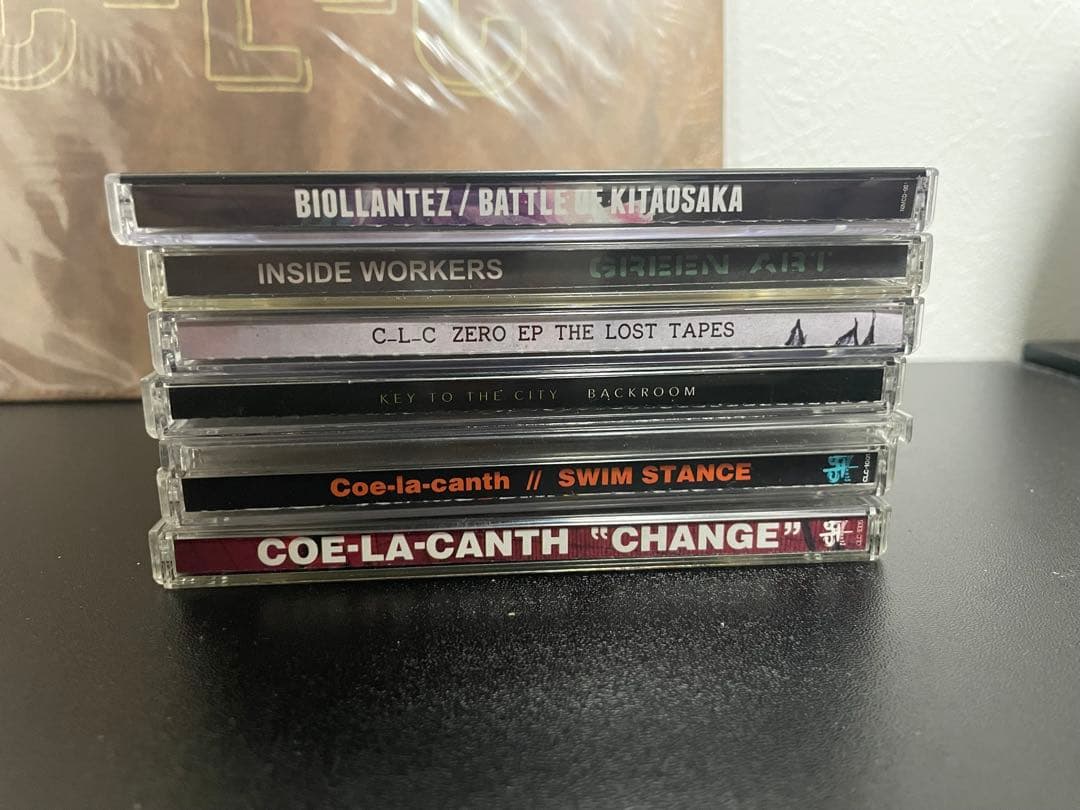 C-L-C
BIOLLANTEZ / BATTLE OF KITAOSAKA
INSIDE WORKERS GREEN ART
C-L-C ZERO EP THE LOST TAPES
KEY TO THE CITY BACKROOM
Coe-la-canth // SWIM STANCE
COE-LA-CANTH "CHANGE"